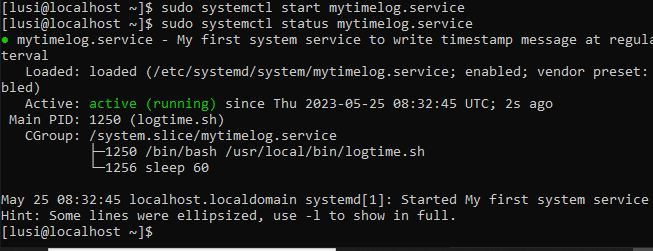 [lusi@localhost ~]$ sudo systemctl start mytimelog.service
[lusi@localhost ~]$ sudo systemctl status mytimelog.service
● mytimelog.service - My first system service to write timestamp message at regula
terval
   Loaded: loaded (/etc/systemd/system/mytimelog.service; enabled; vendor preset:
bled)
   Active: active (running) since Thu 2023-05-25 08:32:45 UTC; 2s ago
 Main PID: 1250 (logtime.sh)
   CGroup: /system.slice/mytimelog.service
           ├─1250 /bin/bash /usr/local/bin/logtime.sh
           └─1256 sleep 60
May 25 08:32:45 localhost.localdomain systemd[1]: Started My first system service
Hint: Some lines were ellipsized, use -l to show in full.
[lusi@localhost ~]$